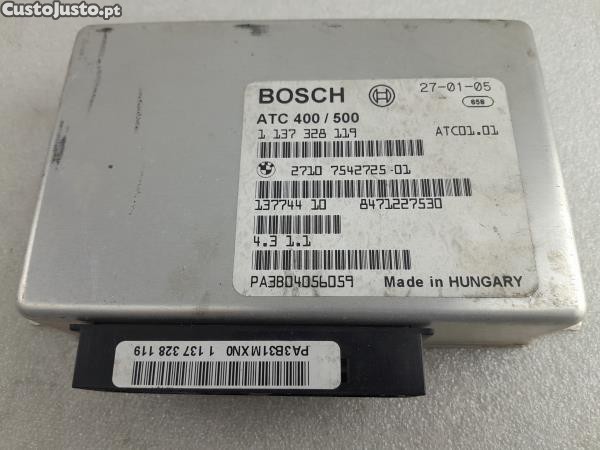 CustoJusto.pt
BOSCH 27-01-05
658
ATC 400 / 500
1 137 328 119 ATC01.01
2710 7542725-01
137744 10 8471227530
4.3 1.1
PA3B04056059 Made in HUNGARY
PA3B31MXN0 1 137 328 119